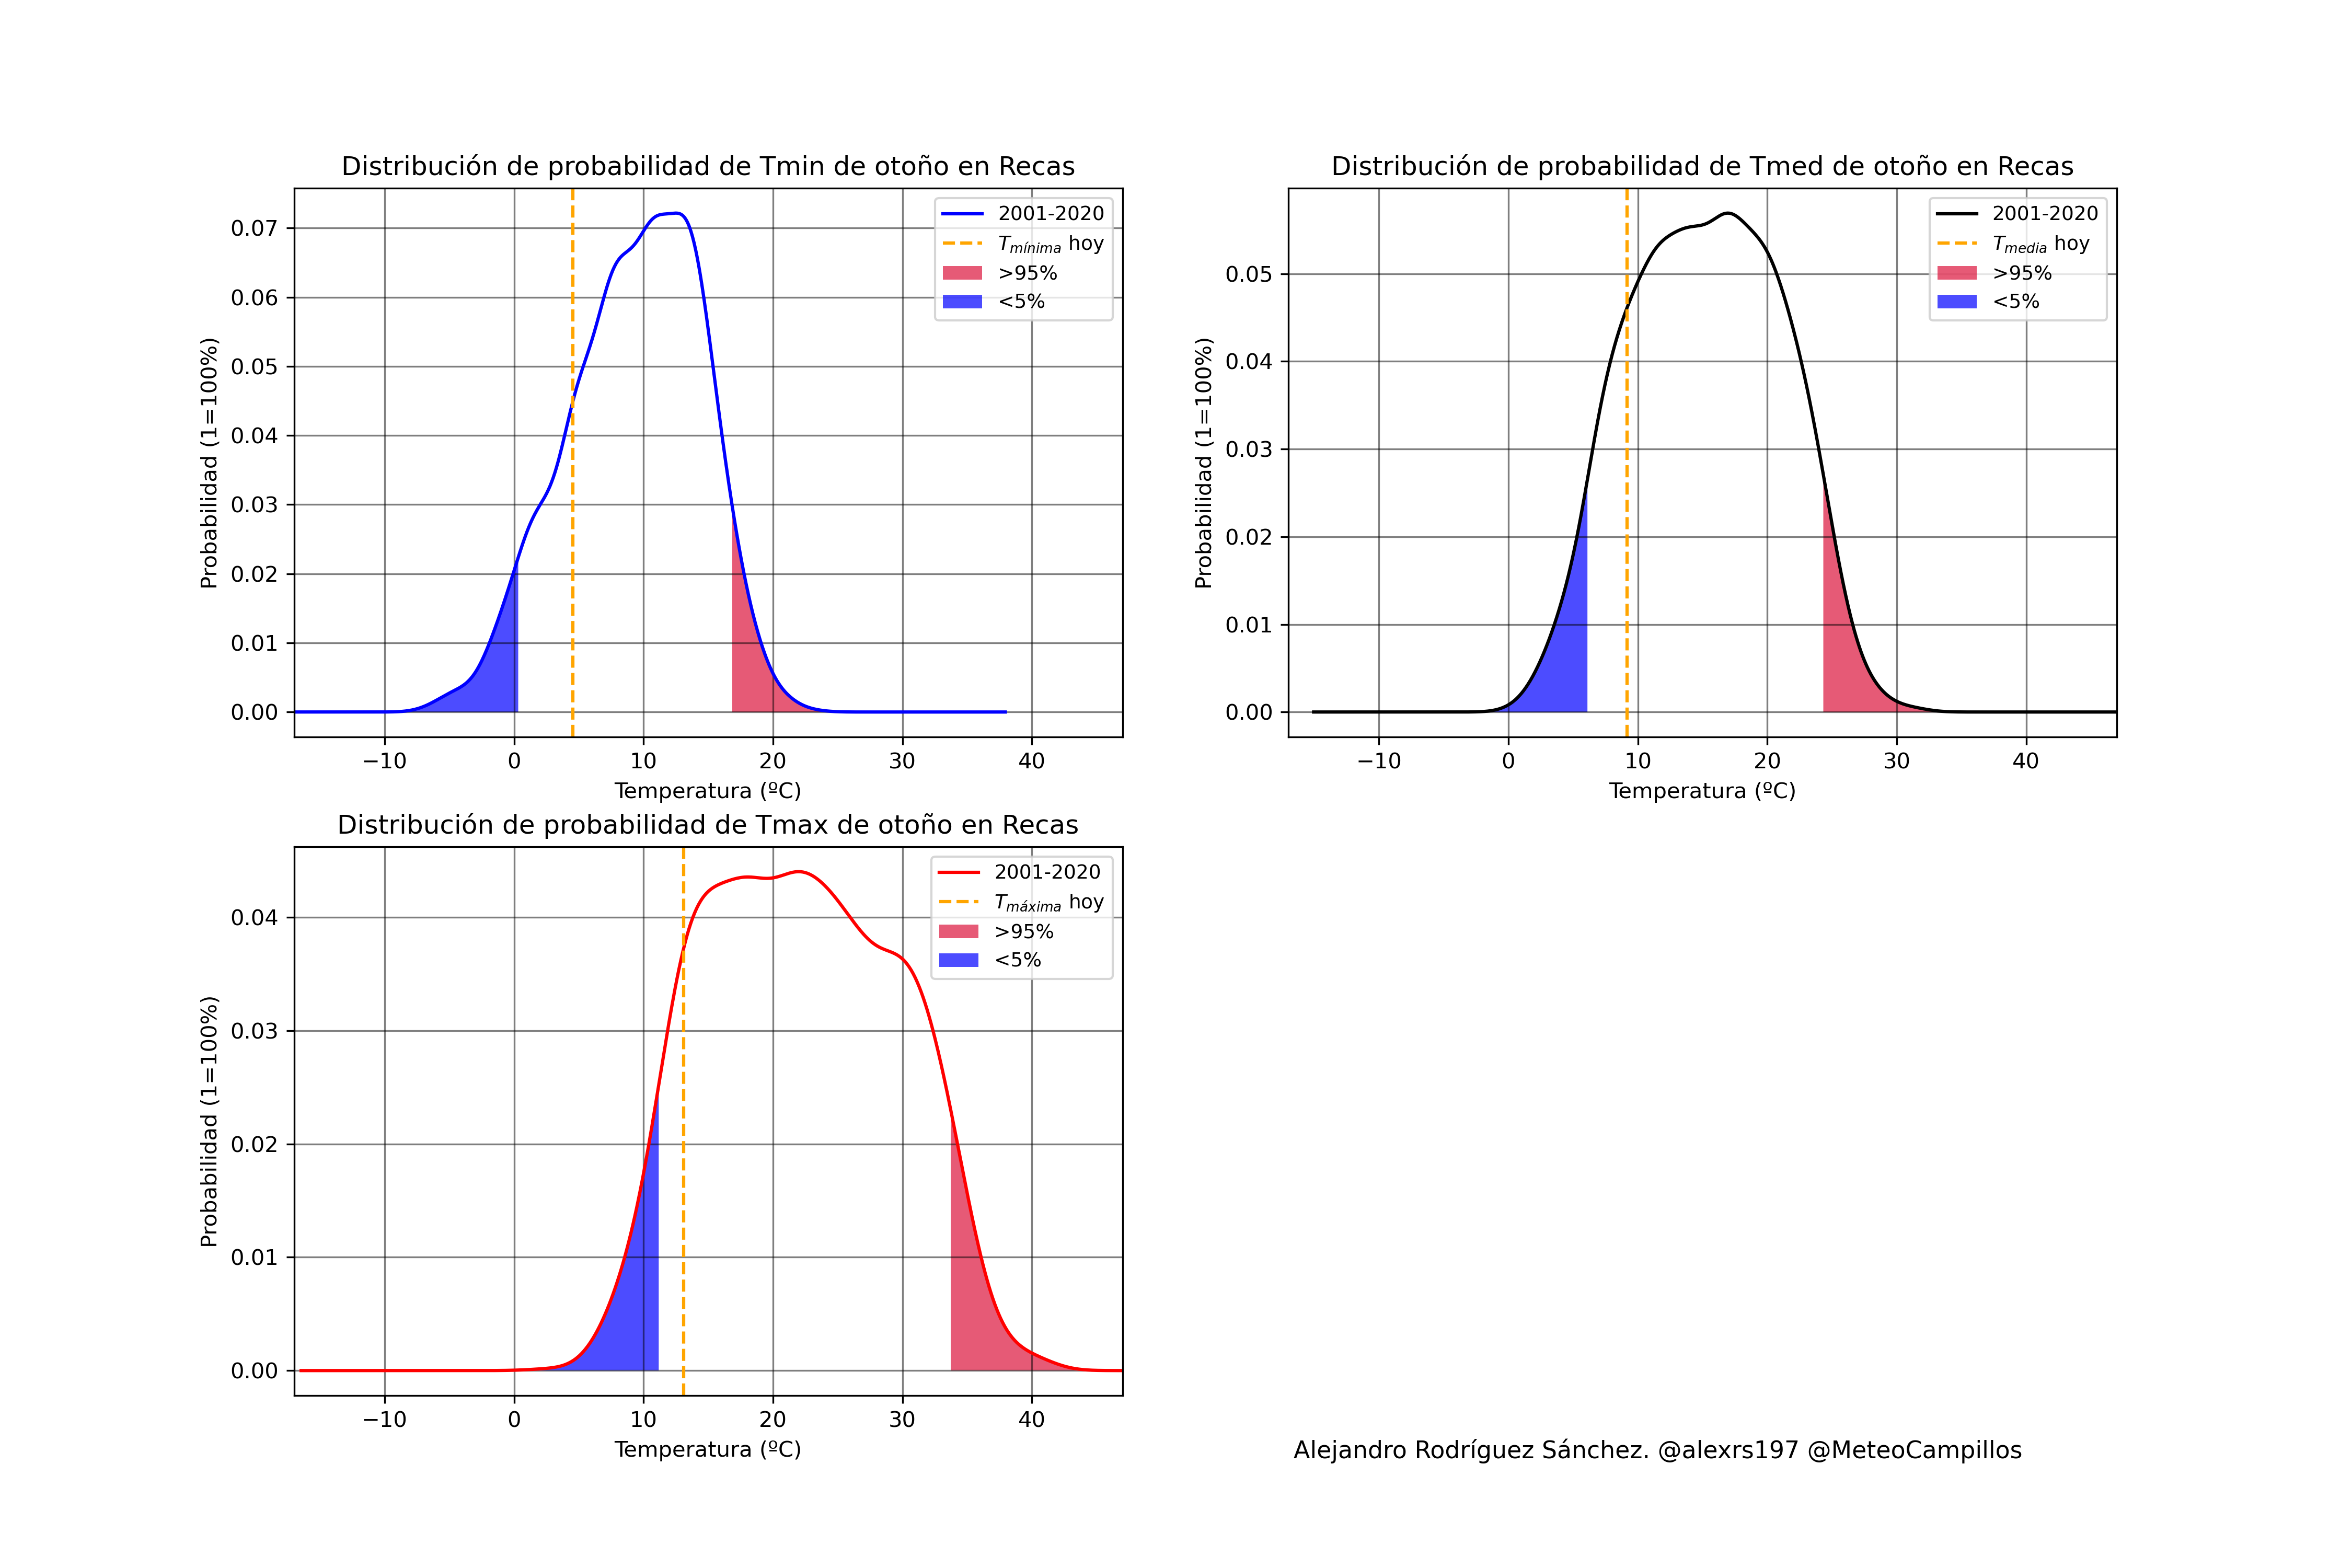 Distribución de probabilidad de Tmin de otoño en Recas
Probabilidad (1=100%)
0.07
0.06
0.05
0.04
0.03
0.02
0.01
0.00
−10 0 10 20 30 40
Temperatura (ºC)
2001-2020
Tmínima hoy
>95%
<5%
Distribución de probabilidad de Tmed de otoño en Recas
Probabilidad (1=100%)
0.05
0.04
0.03
0.02
0.01
0.00
−10 0 10 20 30 40
Temperatura (ºC)
2001-2020
Tmedia hoy
>95%
<5%
Distribución de probabilidad de Tmax de otoño en Recas
Probabilidad (1=100%)
0.04
0.03
0.02
0.01
0.00
−10 0 10 20 30 40
Temperatura (ºC)
2001-2020
Tmáxima hoy
>95%
<5%
Alejandro Rodríguez Sánchez. @alexrs197 @MeteoCampillos